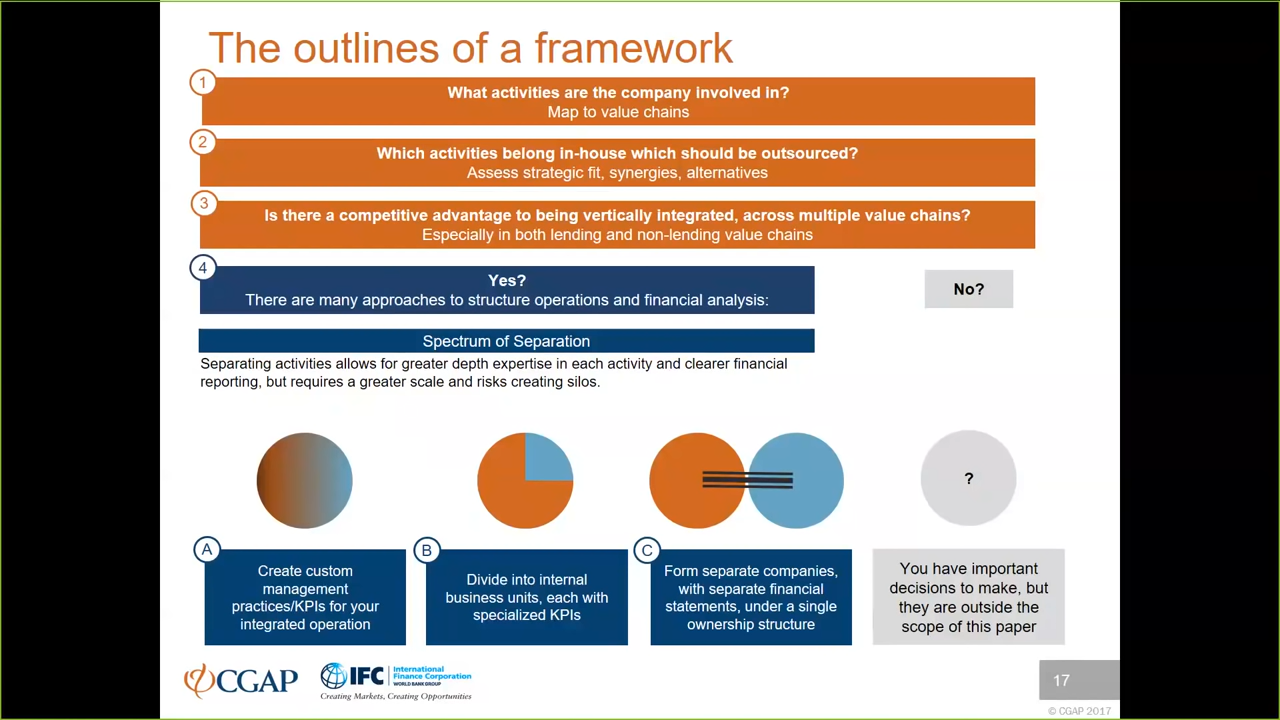 The outlines of a framework
1
What activities are the company involved in?
Map to value chains
2
Which activities belong in-house which should be outsourced?
Assess strategic fit, synergies, alternatives
3
Is there a competitive advantage to being vertically integrated, across multiple value chains?
Especially in both lending and non-lending value chains
4
Yes?
There are many approaches to structure operations and financial analysis:
No?
Spectrum of Separation
Separating activities allows for greater depth expertise in each activity and clearer financial
reporting, but requires a greater scale and risks creating silos.
?
A
Create custom
management
practices/KPIs for your
integrated operation
B
Divide into internal
business units, each with
specialized KPIs
C
Form separate companies,
with separate financial
statements, under a single
ownership structure
You have important
decisions to make, but
they are outside the
scope of this paper
CGAP
IFC
International
Finance Corporation
WORLD BANK GROUP
Creating Markets, Creating Opportunities
17
© CGAP 2017